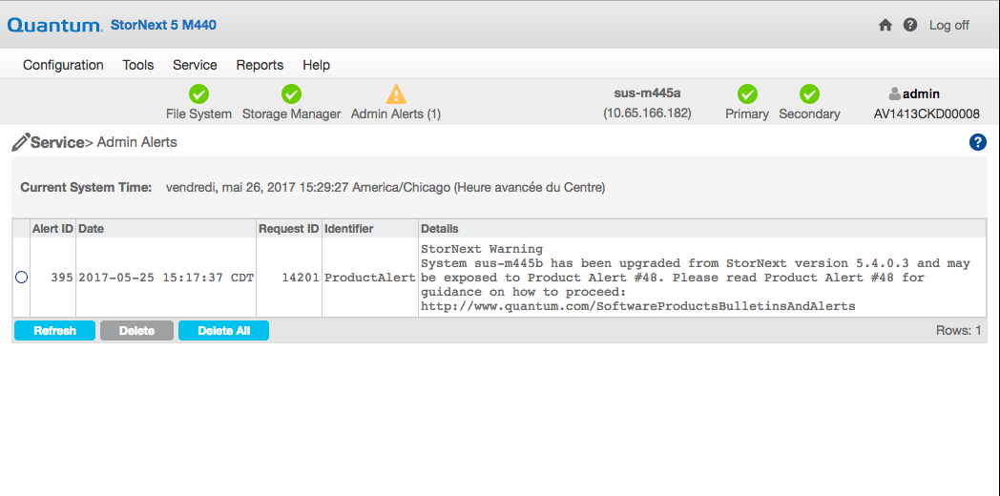 Quantum. StorNext 5 M440
Log off
Configuration Tools Service Reports Help
File System Storage Manager Admin Alerts (1)
sus-m445a
(10.65.166.182)
Primary Secondary
admin
AV1413CKD00008
Service> Admin Alerts
Current System Time: vendredi, mai 26, 2017 15:29:27 America/Chicago (Heure avancée du Centre)
Alert ID Date Request ID Identifier Details
395 2017-05-25 15:17:37 CDT 14201 ProductAlert
StorNext Warning
System sus-m445b has been upgraded from StorNext version 5.4.0.3 and may
be exposed to Product Alert #48. Please read Product Alert #48 for
guidance on how to proceed:
http://www.quantum.com/SoftwareProductsBulletinsAndAlerts
Refresh Delete Delete All Rows: 1